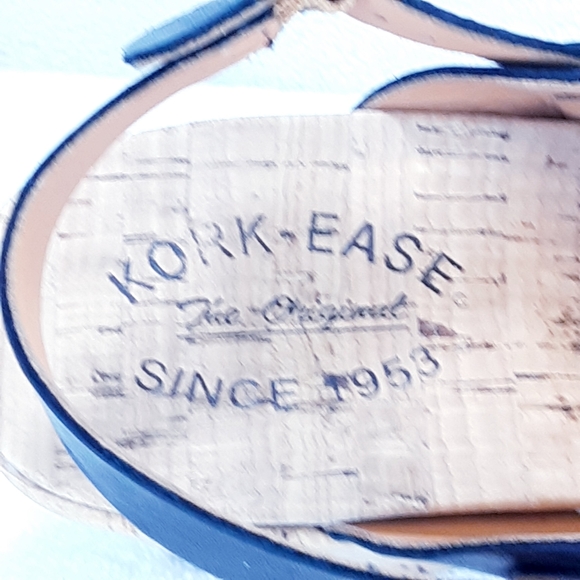 KORK-EASE
The Original
SINCE 1953